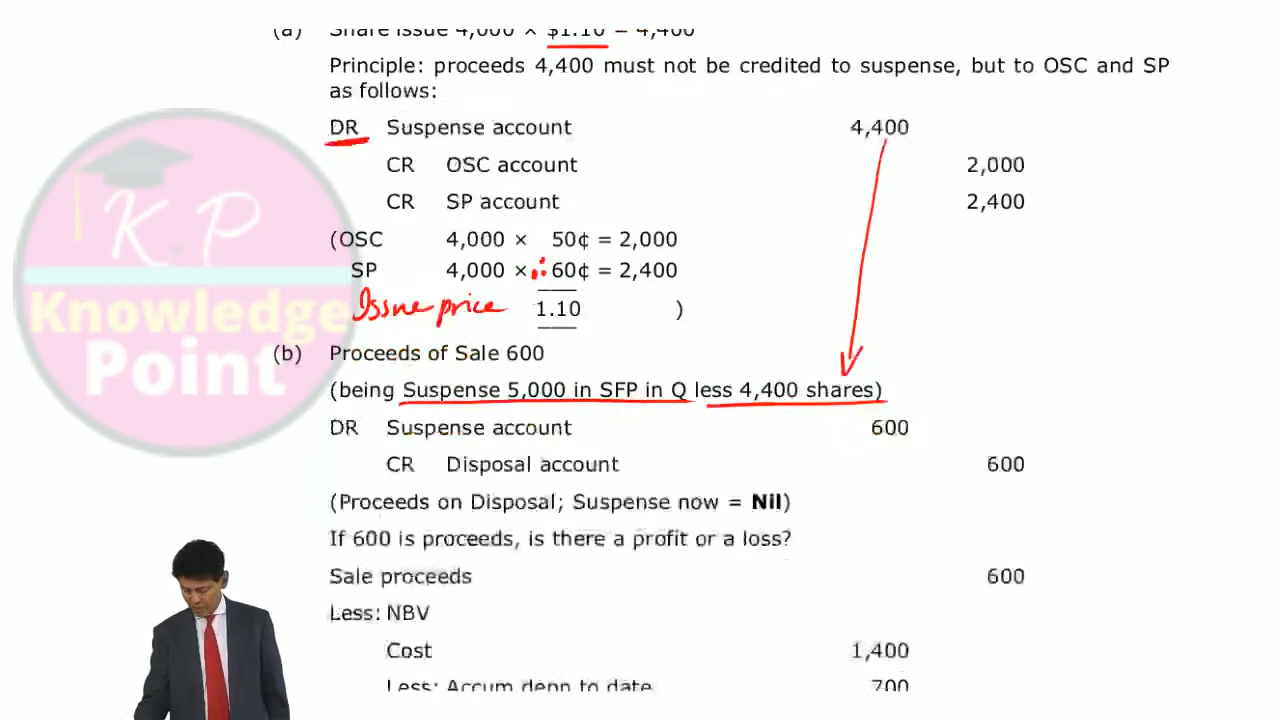 (a) Share issue 4,000 × $1.10 = 4,400
Principle: proceeds 4,400 must not be credited to suspense, but to OSC and SP
as follows:
DR Suspense account 4,400
CR OSC account 2,000
CR SP account 2,400
(OSC 4,000 × 50¢ = 2,000
SP 4,000 × 60¢ = 2,400
Issue price 1.10 )
(b) Proceeds of Sale 600
(being Suspense 5,000 in SFP in Q less 4,400 shares)
DR Suspense account 600
CR Disposal account 600
(Proceeds on Disposal; Suspense now = Nil)
If 600 is proceeds, is there a profit or a loss?
Sale proceeds 600
Less: NBV
Cost 1,400
Less: Accum depn to date 700
K.P
Knowledge
Point